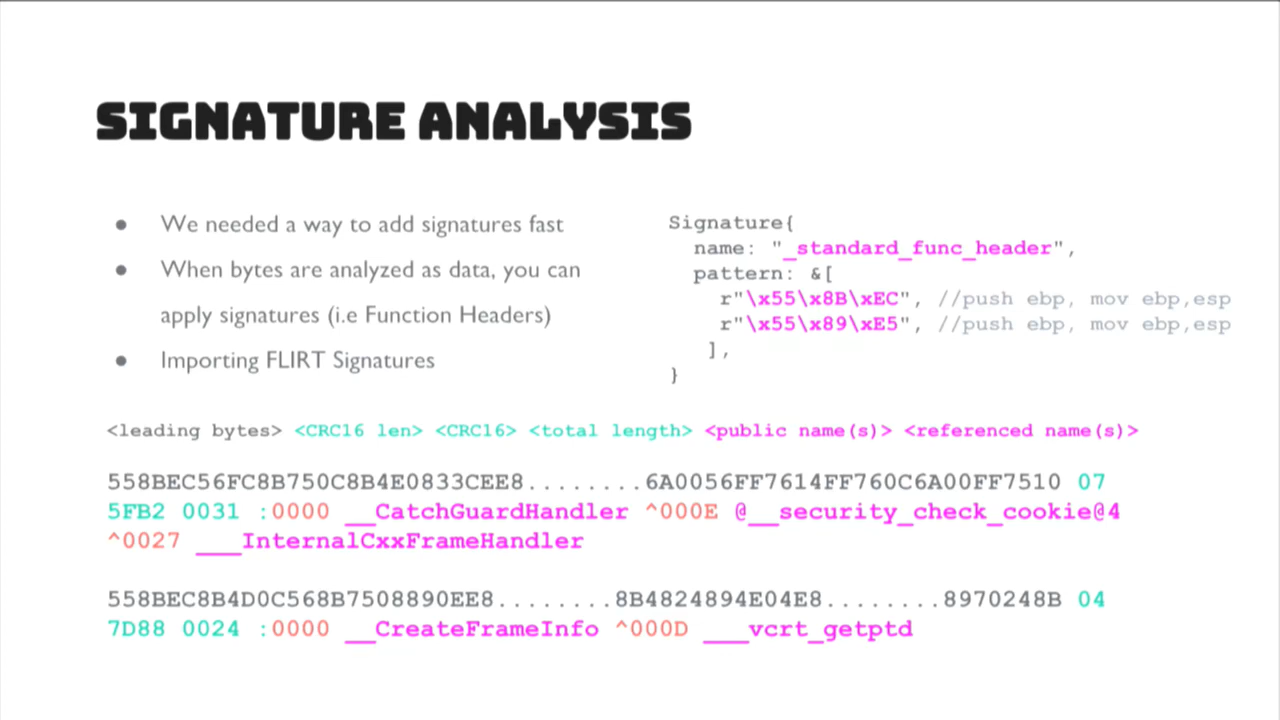 SIGNATURE ANALYSIS
● We needed a way to add signatures fast
● When bytes are analyzed as data, you can
apply signatures (i.e Function Headers)
● Importing FLIRT Signatures
Signature{
name: "_standard_func_header",
pattern: &[
r"\x55\x8B\xEC", //push ebp, mov ebp,esp
r"\x55\x89\xE5", //push ebp, mov ebp,esp
],
}
<leading bytes> <CRC16 len> <CRC16> <total length> <public name(s)> <referenced name(s)>
558BEC56FC8B750C8B4E0833CEE8........6A0056FF7614FF760C6A00FF7510 07
5FB2 0031 :0000 __CatchGuardHandler ^000E @__security_check_cookie@4
^0027 ___InternalCxxFrameHandler
558BEC8B4D0C568B7508890EE8........8B4824894E04E8........8970248B 04
7D88 0024 :0000 __CreateFrameInfo ^000D ___vcrt_getptd